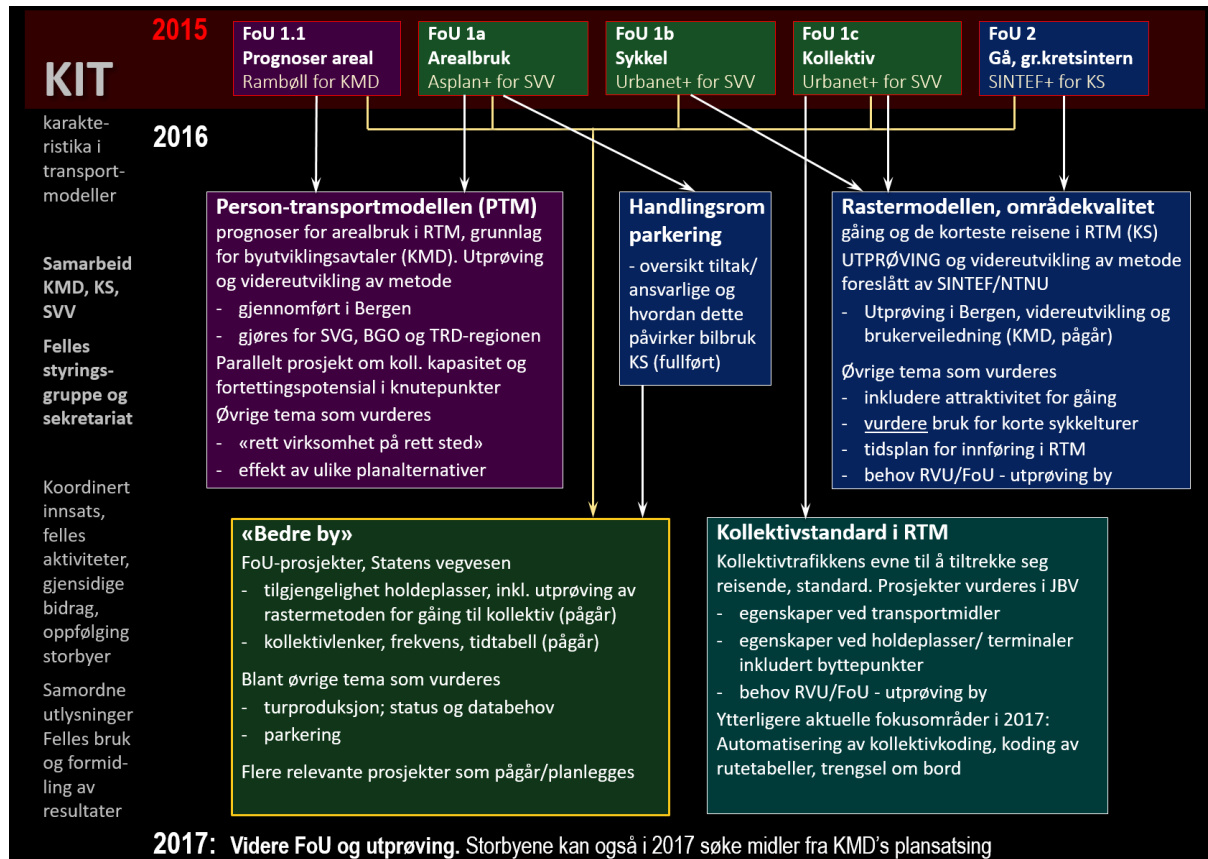 2015
KIT
FoU 1.1
Prognoser areal
Rambøll for KMD
FoU 1a
Arealbruk
Asplan+ for SVV
FoU 1b
Sykkel
Urbanet+ for SVV
FoU 1c
Kollektiv
Urbanet+ for SVV
FoU 2
Gå, gr.kretsintern
SINTEF+ for KS
karakte-
ristika i
transport-
modeller
Samarbeid
KMD, KS,
SVV
Felles
styrings-
gruppe og
sekretariat
Koordinert
innsats,
felles
aktiviteter,
gjensidige
bidrag,
oppfølging
storbyer
Samordne
utlysninger
Felles bruk
og formid-
ling av
resultater
2016
Person-transportmodellen (PTM)
prognoser for arealbruk i RTM, grunnlag
for byutviklingsavtaler (KMD). Utprøving
og videreutvikling av metode
- gjennomført i Bergen
- gjøres for SVG, BGO og TRD-regionen
Parallelt prosjekt om koll. kapasitet og
fortettingspotensial i knutepunkter
Øvrige tema som vurderes
- «rett virksomhet på rett sted»
- effekt av ulike planalternativer
Handlingsrom
parkering
- oversikt tiltak/
ansvarlige og
hvordan dette
påvirker bilbruk
KS (fullført)
Rastermodellen, områdekvalitet
gåing og de korteste reisene i RTM (KS)
UTPRØVING og videreutvikling av metode
foreslått av SINTEF/NTNU
- Utprøving i Bergen, videreutvikling og
brukerveiledning (KMD, pågår)
Øvrige tema som vurderes
- inkludere attraktivitet for gåing
- vurdere bruk for korte sykkelturer
- tidsplan for innføring i RTM
- behov RVU/FoU - utprøving by
«Bedre by»
FoU-prosjekter, Statens vegvesen
- tilgjengelighet holdeplasser, inkl. utprøving av
rastermetoden for gåing til kollektiv (pågår)
- kollektivlenker, frekvens, tidtabell (pågår)
Blant øvrige tema som vurderes
- turproduksjon; status og databehov
- parkering
Flere relevante prosjekter som pågår/planlegges
Kollektivstandard i RTM
Kollektivtrafikkens evne til å tiltrekke seg
reisende, standard. Prosjekter vurderes i JBV
- egenskaper ved transportmidler
- egenskaper ved holdeplasser/ terminaler
inkludert byttepunkter
- behov RVU/FoU - utprøving by
Ytterligere aktuelle fokusområder i 2017:
Automatisering av kollektivkoding, koding av
rutetabeller, trengsel om bord
2017: Videre FoU og utprøving. Storbyene kan også i 2017 søke midler fra KMD's plansatsing